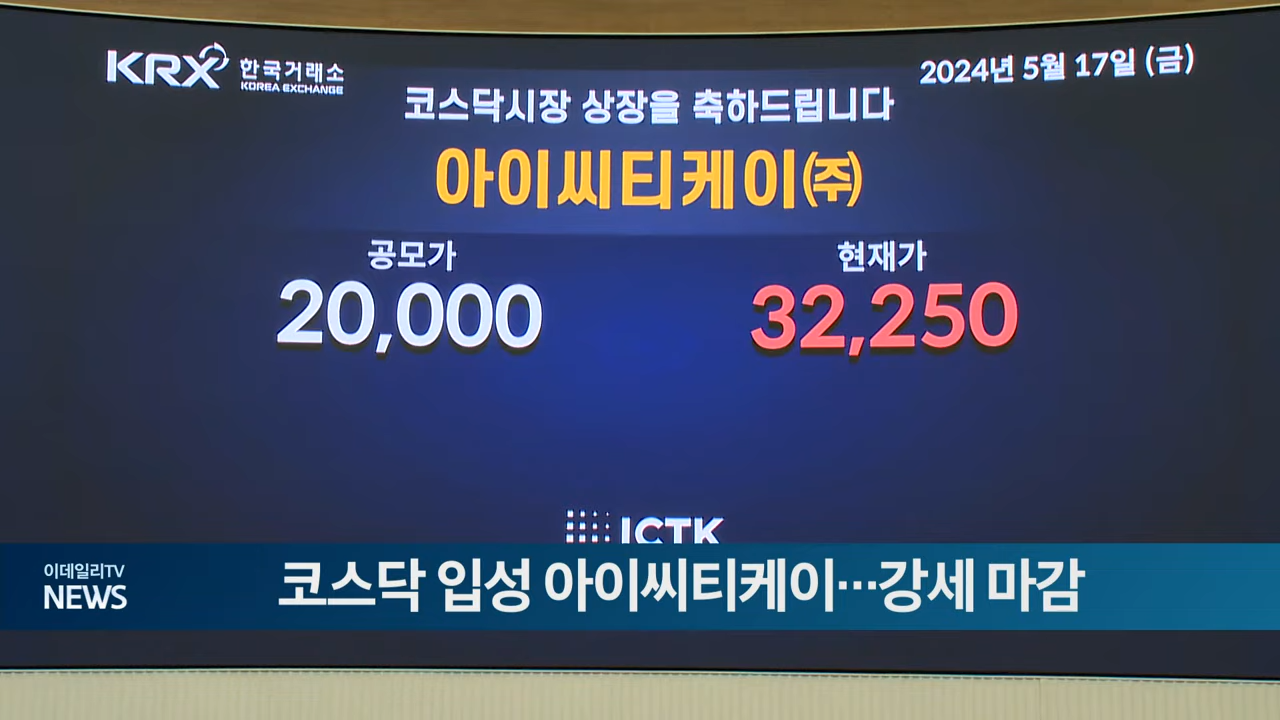 KRX 한국거래소
KOREA EXCHANGE
2024년 5월 17일 (금)
코스닥시장 상장을 축하드립니다
아이씨티케이㈜
공모가 현재가
20,000 32,250
ICTK
이데일리TV
NEWS
코스닥 입성 아이씨티케이…강세 마감